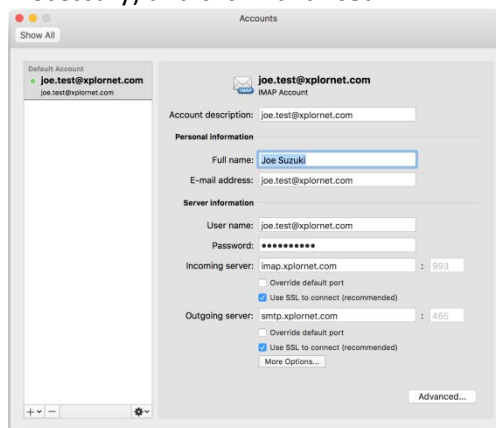 Accounts
Show All
Default Account
joe.test@xplornet.com
joe.test@xplornet.com
joe.test@xplornet.com
IMAP Account
Account description: joe.test@xplornet.com
Personal information
Full name: Joe Suzuki
E-mail address: joe.test@xplornet.com
Server information
User name: joe.test@xplornet.com
Password: ••••••••••
Incoming server: imap.xplornet.com : 993
Override default port
Use SSL to connect (recommended)
Outgoing server: smtp.xplornet.com : 465
Override default port
Use SSL to connect (recommended)
More Options...
Advanced...